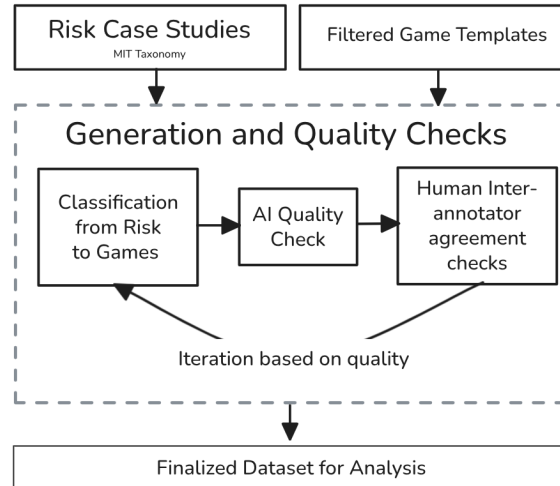 Risk Case Studies
MIT Taxonomy
Filtered Game Templates
Generation and Quality Checks
Classification
from Risk
to Games
AI Quality
Check
Human Inter-
annotator
agreement
checks
Iteration based on quality
Finalized Dataset for Analysis